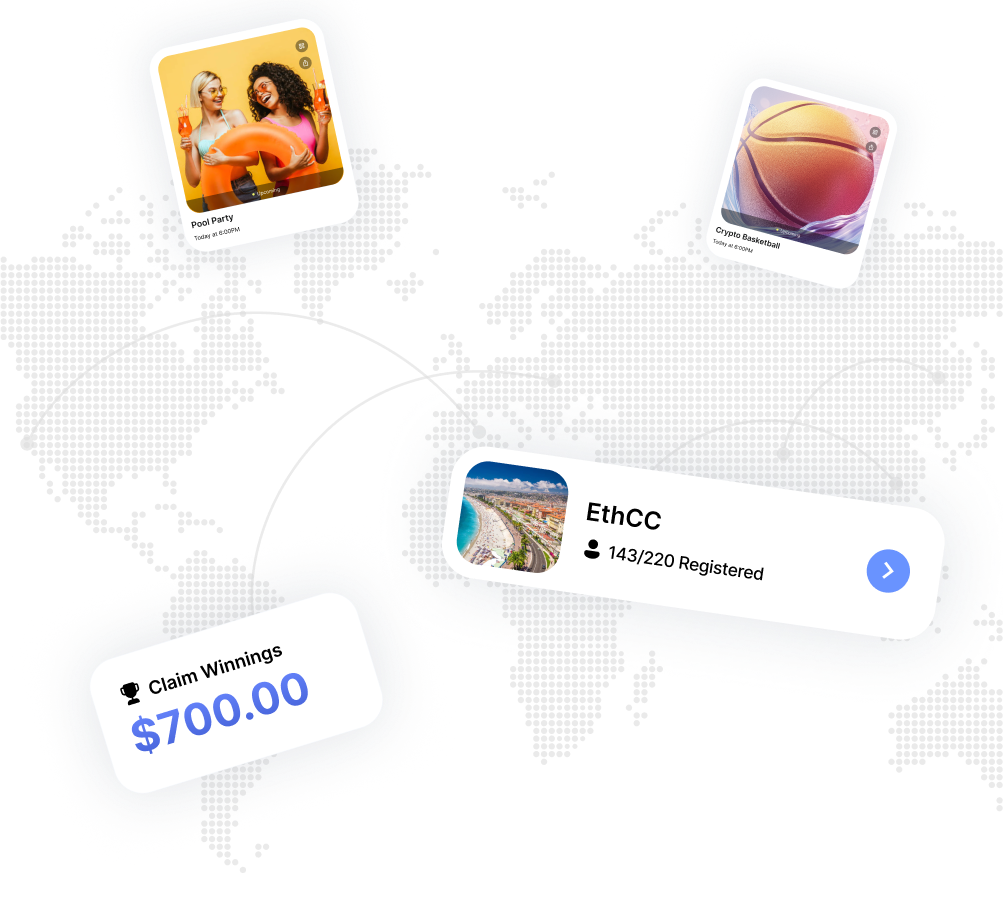 Upcoming
Pool Party
Today at 6:00PM
Upcoming
Crypto Basketball
Today at 6:00PM
EthCC
143/220 Registered
Claim Winnings
$700.00